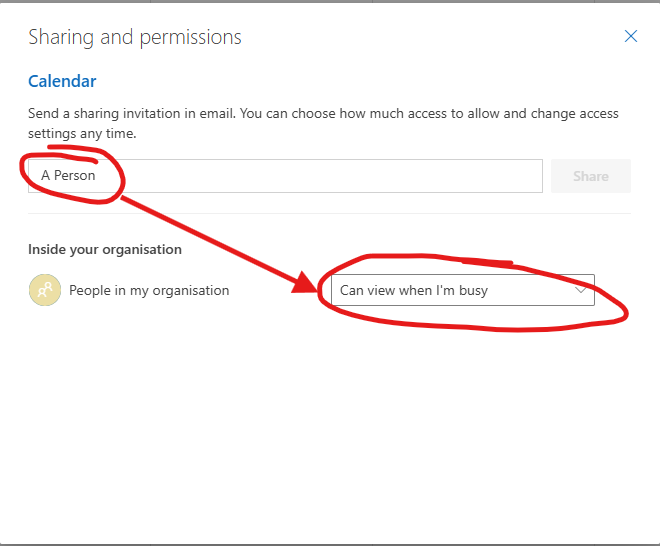 Sharing and permissions
Calendar
Send a sharing invitation in email. You can choose how much access to allow and change access
settings any time.
A Person
Share
Inside your organisation
People in my organisation
Can view when I'm busy